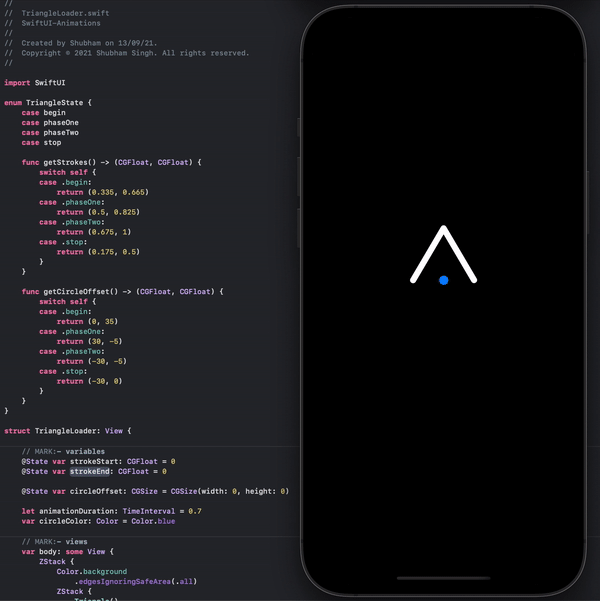 //
//  TriangleLoader.swift
//  SwiftUI-Animations
//
//  Created by Shubham on 13/09/21.
//  Copyright © 2021 Shubham Singh. All rights reserved.
//
import SwiftUI
enum TriangleState {
    case begin
    case phaseOne
    case phaseTwo
    case stop
    func getStrokes() -> (CGFloat, CGFloat) {
        switch self {
        case .begin:
            return (0.335, 0.665)
        case .phaseOne:
            return (0.5, 0.825)
        case .phaseTwo:
            return (0.675, 1)
        case .stop:
            return (0.175, 0.5)
        }
    }
    func getCircleOffset() -> (CGFloat, CGFloat) {
        switch self {
        case .begin:
            return (0, 35)
        case .phaseOne:
            return (30, -5)
        case .phaseTwo:
            return (-30, -5)
        case .stop:
            return (-30, 0)
        }
    }
}
struct TriangleLoader: View {
    // MARK:- variables
    @State var strokeStart: CGFloat = 0
    @State var strokeEnd: CGFloat = 0
    @State var circleOffset: CGSize = CGSize(width: 0, height: 0)
    let animationDuration: TimeInterval = 0.7
    var circleColor: Color = Color.blue
    // MARK:- views
    var body: some View {
        ZStack {
            Color.background
                .edgesIgnoringSafeArea(.all)
            ZStack {
                Triangle()